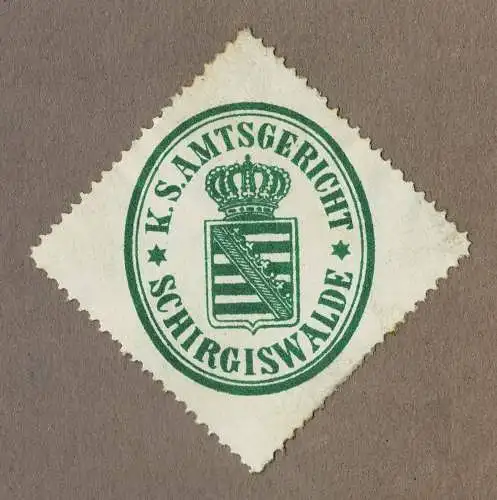 K. S. AMTSGERICHT
SCHIRGISWALDE